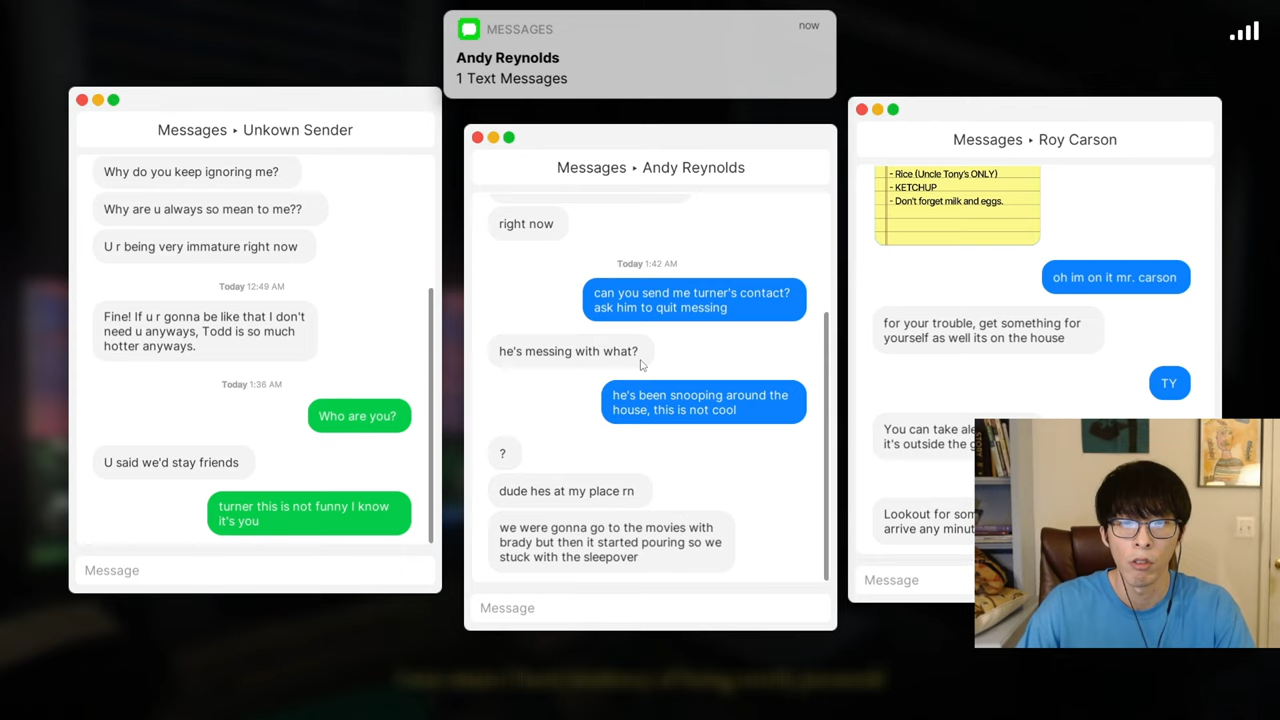 MESSAGES
now
Andy Reynolds
1 Text Messages
Messages ▸ Unkown Sender
Why do you keep ignoring me?
Why are u always so mean to me??
U r being very immature right now
Today 12:49 AM
Fine! If u r gonna be like that I don't
need u anyways, Todd is so much
hotter anyways.
Today 1:36 AM
Who are you?
U said we'd stay friends
turner this is not funny I know
it's you
Message
Messages ▸ Andy Reynolds
right now
Today 1:42 AM
can you send me turner's contact?
ask him to quit messing
he's messing with what?
he's been snooping around the
house, this is not cool
?
dude hes at my place rn
we were gonna go to the movies with
brady but then it started pouring so we
stuck with the sleepover
Message
Messages ▸ Roy Carson
- Rice (Uncle Tony's ONLY)
- KETCHUP
- Don't forget milk and eggs.
oh im on it mr. carson
for your trouble, get something for
yourself as well its on the house
TY
You can take
it's outside the
Lookout for
arrive any
Message